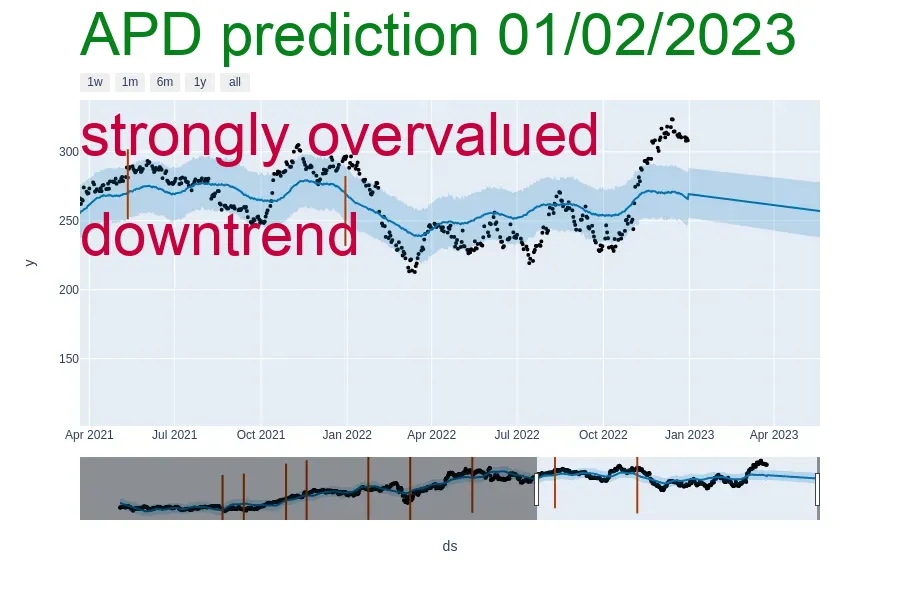 APD prediction 01/02/2023
1w 1m 6m 1y all
strongly overvalued
300
250
downtrend
y
200
150
Apr 2021 Jul 2021 Oct 2021 Jan 2022 Apr 2022 Jul 2022 Oct 2022 Jan 2023 Apr 2023
ds